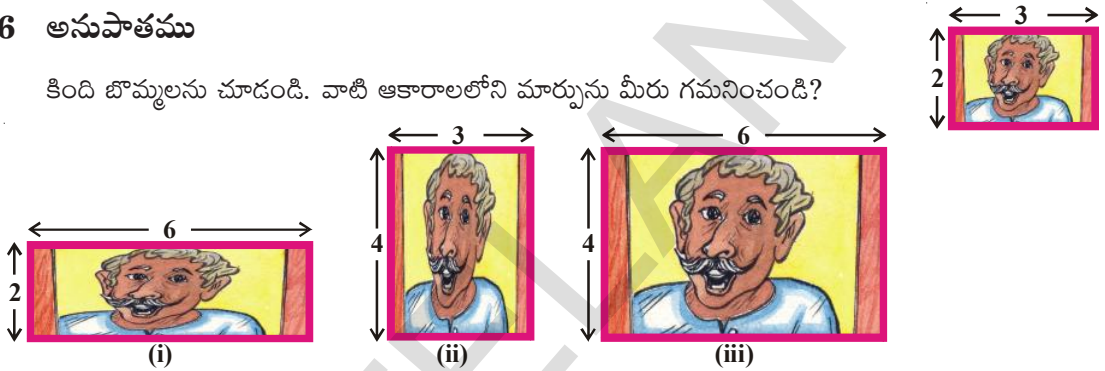 6 అనుపాతము
3
2
కింది బొమ్మలను చూడండి. వాటి ఆకారాలలోని మార్పును మీరు గమనించండి?
6
2
(i)
3
4
(ii)
6
4
(iii)